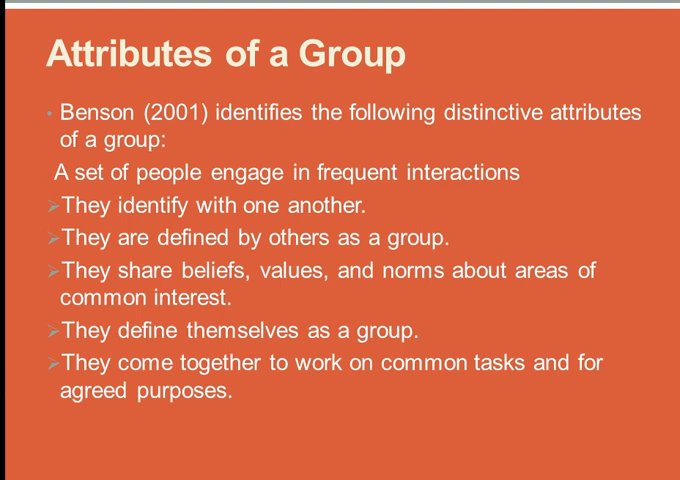 Attributes of a Group
• Benson (2001) identifies the following distinctive attributes
of a group:
A set of people engage in frequent interactions
➢They identify with one another.
➢They are defined by others as a group.
➢They share beliefs, values, and norms about areas of
common interest.
➢They define themselves as a group.
➢They come together to work on common tasks and for
agreed purposes.